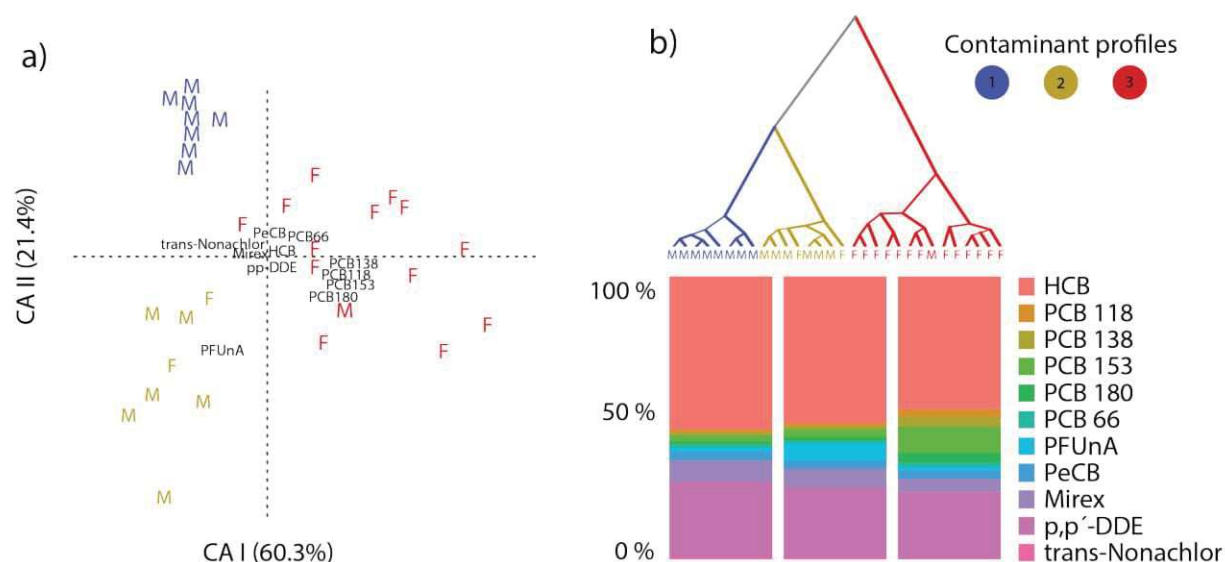 a)
M
M
M
M M
M
M
M
F
F
F F F
F
PeCB PCB66
trans-Nonachlor
F F
Mirex HCB
pp-DDE F PCB138
PCB118 F
PCB153
PCB180
F
M M M
F
F
PFUnA F
F
M M
M
M
CA II (21.4%)
CA I (60.3%)
b)
Contaminant profiles
1 2 3
MMMMMMMM MMMFMMMF FFFFFFFMFFFFFF
100 %
50 %
0 %
HCB
PCB 118
PCB 138
PCB 153
PCB 180
PCB 66
PFUnA
PeCB
Mirex
p,p´-DDE
trans-Nonachlor